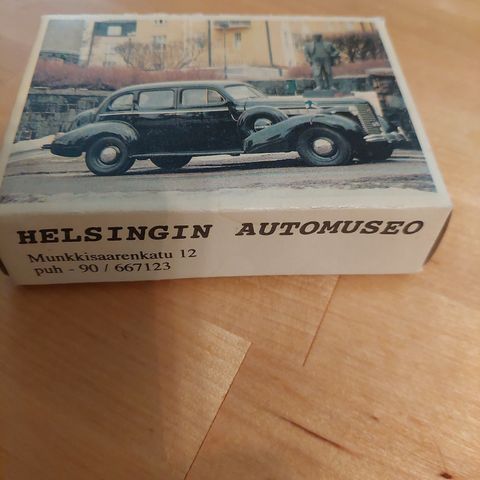 HELSINGIN AUTOMUSEO
Munkkisaarenkatu 12
puh - 90 / 667123